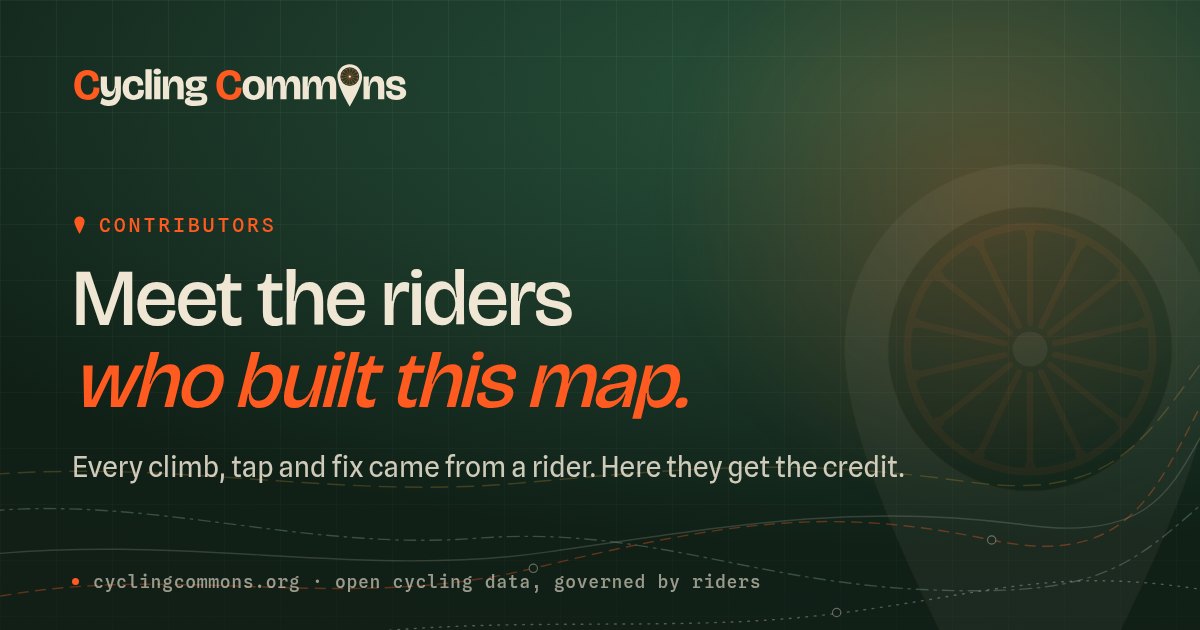 Cycling Commons
CONTRIBUTORS
Meet the riders
who built this map.
Every climb, tap and fix came from a rider. Here they get the credit.
cyclingcommons.org · open cycling data, governed by riders